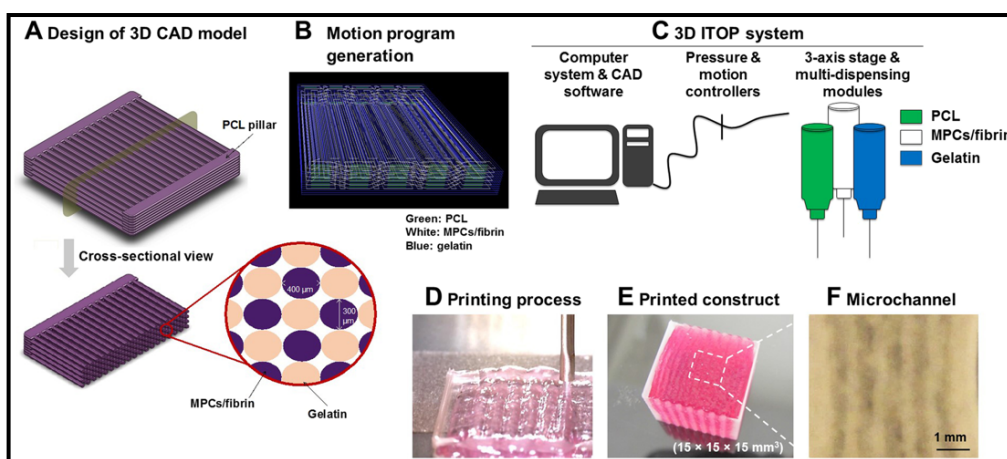 A Design of 3D CAD model
PCL pillar
Cross-sectional view
400 µm
300
µm
MPCs/fibrin
Gelatin
B Motion program
generation
Green: PCL
White: MPCs/fibrin
Blue: gelatin
C 3D ITOP system
Computer
system & CAD
software
Pressure &
motion
controllers
3-axis stage &
multi-dispensing
modules
PCL
MPCs/fibrin
Gelatin
D Printing process
E Printed construct
(15 × 15 × 15 mm³)
F Microchannel
1 mm